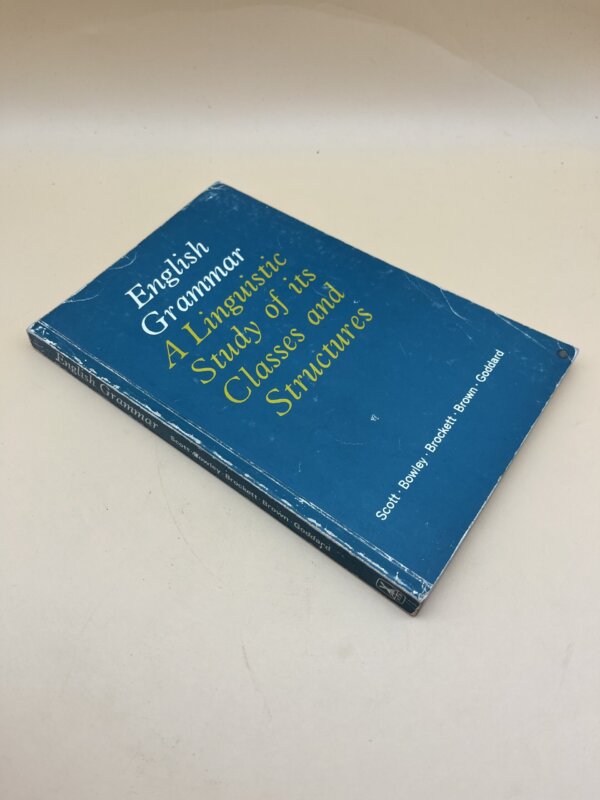 English
Grammar
A Linguistic
Study of its
Classes and
Structures
Scott · Bowley · Brockett · Brown · Goddard
English Grammar
Scott · Bowley · Brockett · Brown · Goddard